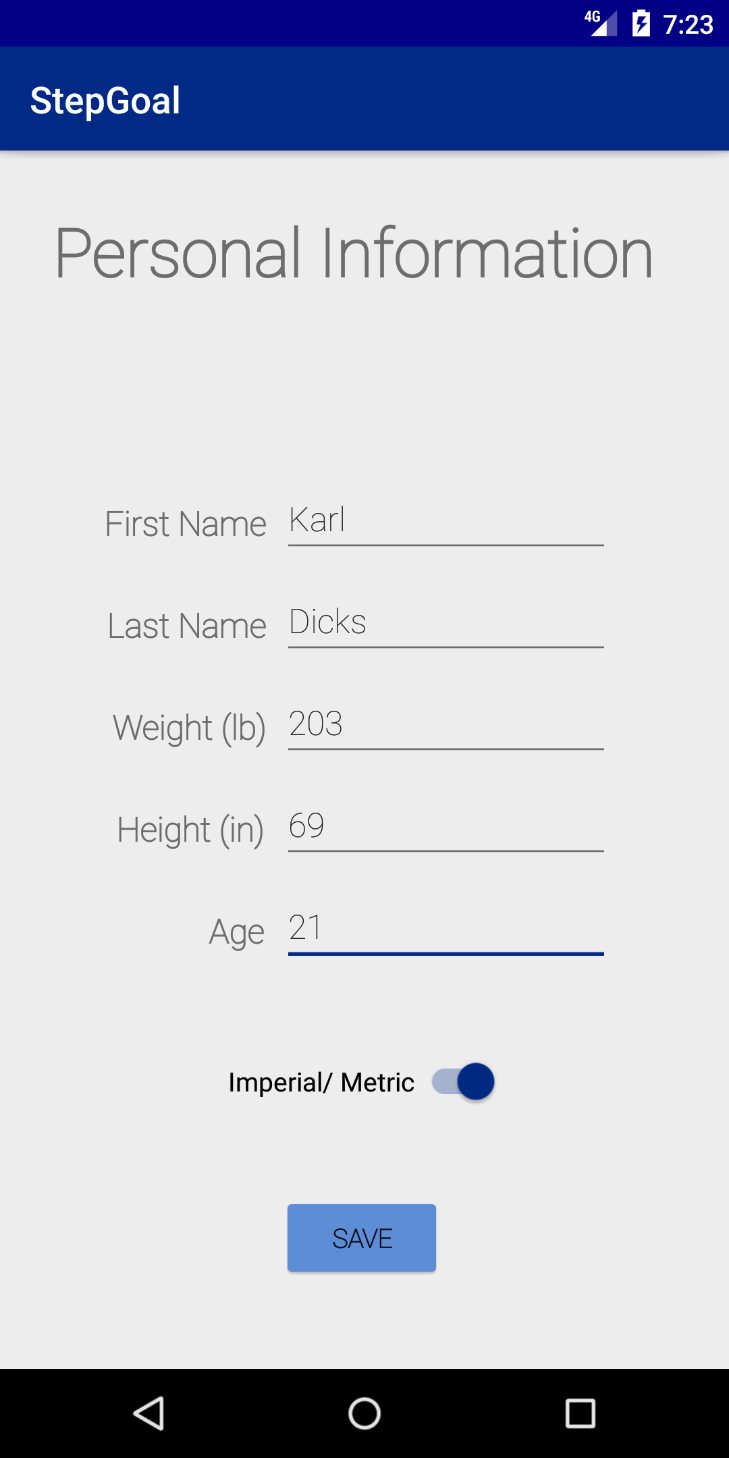 4G 7:23
StepGoal
Personal Information
First Name Karl
Last Name Dicks
Weight (lb) 203
Height (in) 69
Age 21
Imperial/ Metric
SAVE